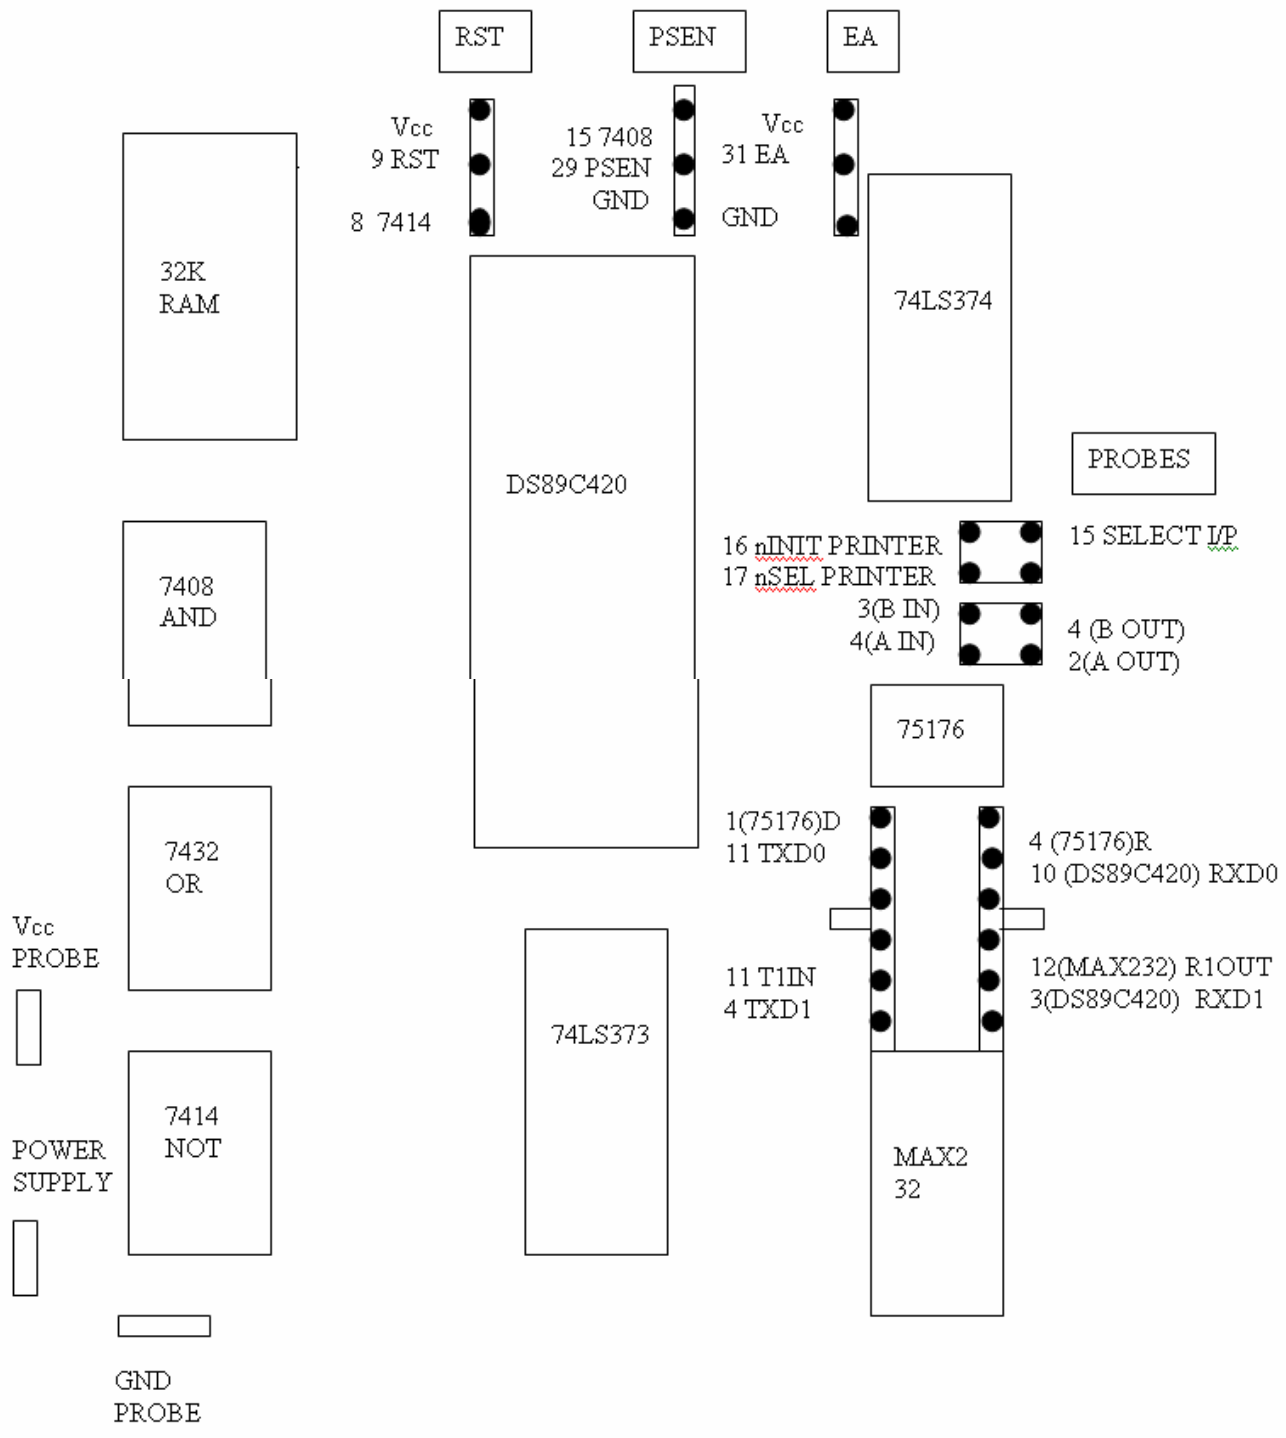 RST
PSEN
EA
Vcc
9 RST
8 7414
15 7408
29 PSEN
GND
Vcc
31 EA
GND
32K
RAM
74LS374
DS89C420
PROBES
7408
AND
16 nINIT PRINTER
17 nSEL PRINTER
3(B IN)
4(A IN)
15 SELECT I/P
4 (B OUT)
2(A OUT)
75176
7432
OR
1(75176)D
11 TXD0
4 (75176)R
10 (DS89C420) RXD0
Vcc
PROBE
11 T1IN
4 TXD1
12(MAX232) R1OUT
3(DS89C420) RXD1
74LS373
7414
NOT
POWER
SUPPLY
MAX2
32
GND
PROBE